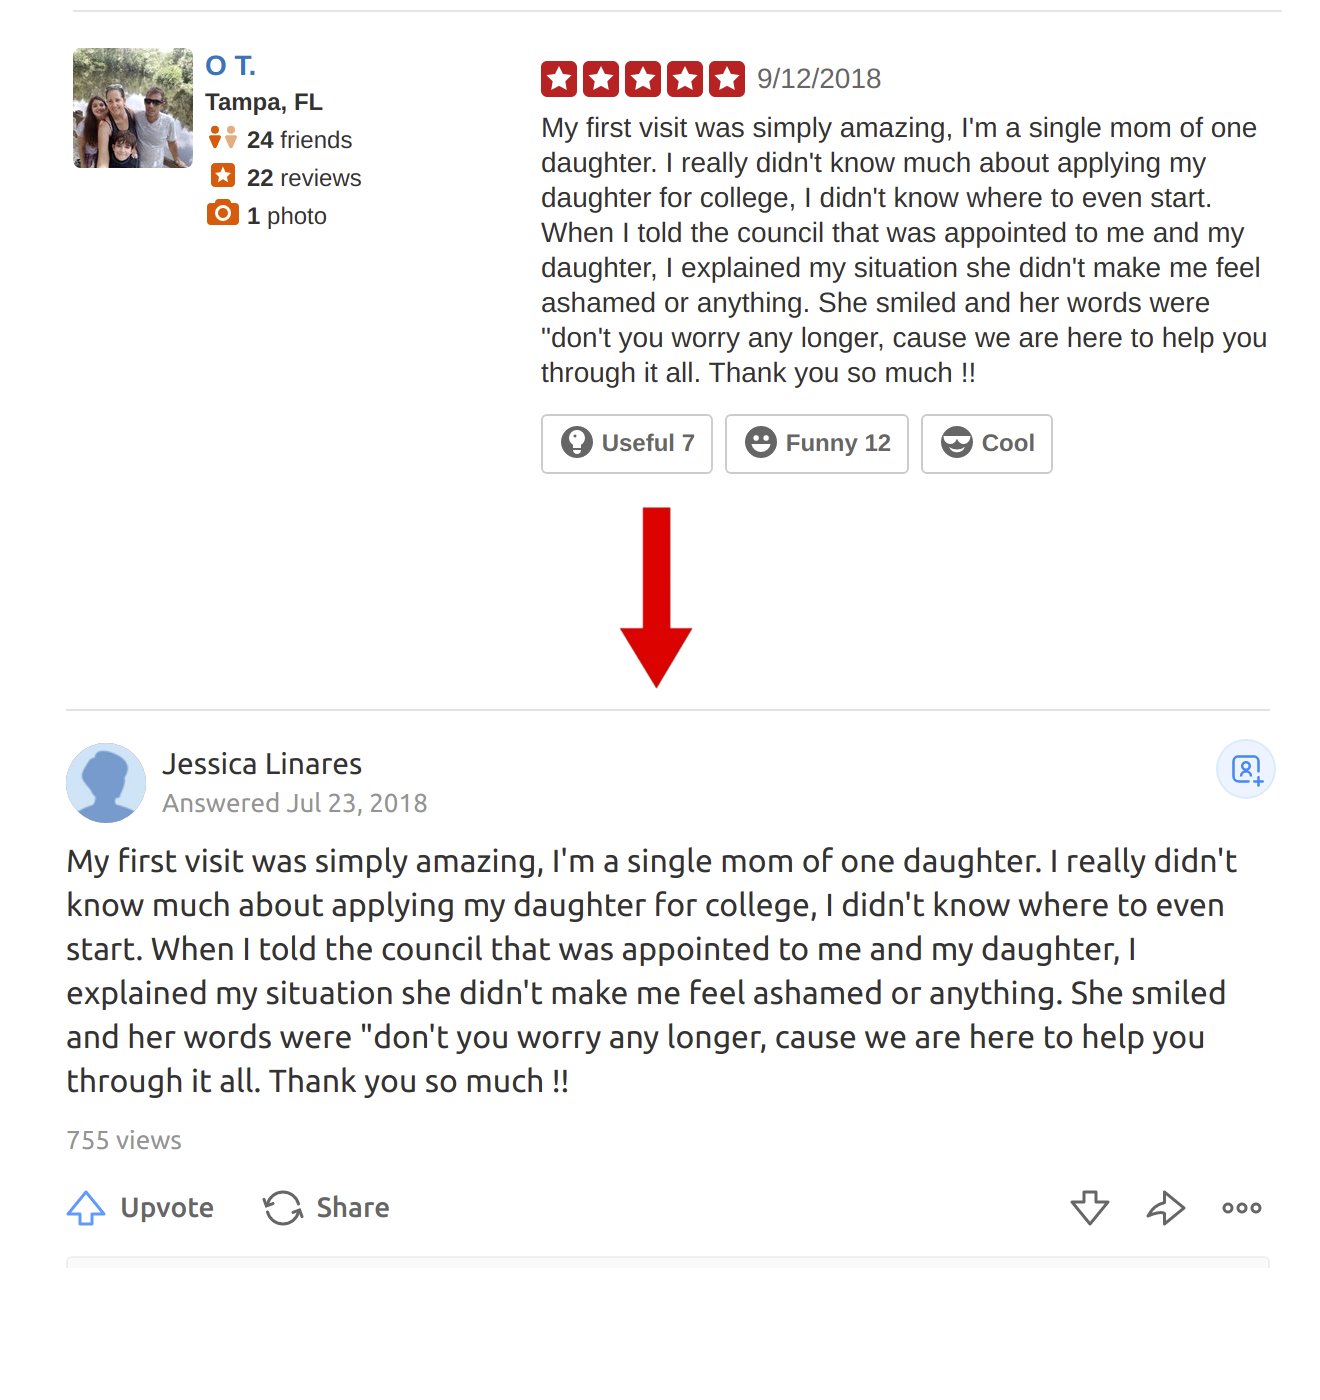 O T.
Tampa, FL
24 friends
22 reviews
1 photo
9/12/2018
My first visit was simply amazing, I'm a single mom of one
daughter. I really didn't know much about applying my
daughter for college, I didn't know where to even start.
When I told the council that was appointed to me and my
daughter, I explained my situation she didn't make me feel
ashamed or anything. She smiled and her words were
"don't you worry any longer, cause we are here to help you
through it all. Thank you so much !!
Useful 7
Funny 12
Cool
Jessica Linares
Answered Jul 23, 2018
My first visit was simply amazing, I'm a single mom of one daughter. I really didn't
know much about applying my daughter for college, I didn't know where to even
start. When I told the council that was appointed to me and my daughter, I
explained my situation she didn't make me feel ashamed or anything. She smiled
and her words were "don't you worry any longer, cause we are here to help you
through it all. Thank you so much !!
755 views
Upvote
Share